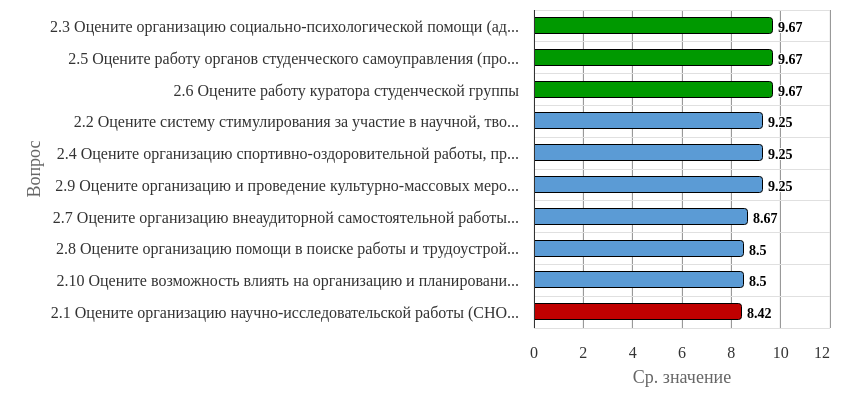 2.3 Оцените организацию социально-психологической помощи (ад... 9.67
2.5 Оцените работу органов студенческого самоуправления (про... 9.67
2.6 Оцените работу куратора студенческой группы 9.67
2.2 Оцените систему стимулирования за участие в научной, тво... 9.25
2.4 Оцените организацию спортивно-оздоровительной работы, пр... 9.25
2.9 Оцените организацию и проведение культурно-массовых меро... 9.25
2.7 Оцените организацию внеаудиторной самостоятельной работы... 8.67
2.8 Оцените организацию помощи в поиске работы и трудоустрой... 8.5
2.10 Оцените возможность влиять на организацию и планировани... 8.5
2.1 Оцените организацию научно-исследовательской работы (СНО... 8.42
Вопрос
0 2 4 6 8 10 12
Ср. значение